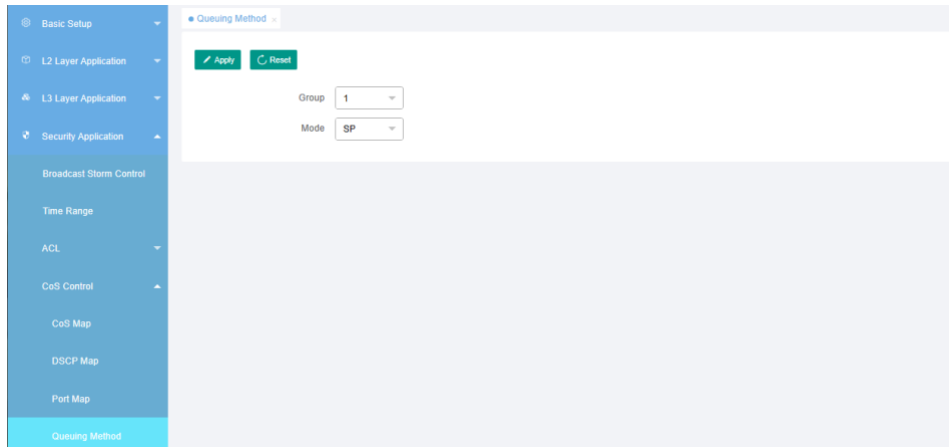 Basic Setup
L2 Layer Application
L3 Layer Application
Security Application
Broadcast Storm Control
Time Range
ACL
CoS Control
CoS Map
DSCP Map
Port Map
Queuing Method
Queuing Method ×
Apply Reset
Group 1
Mode SP